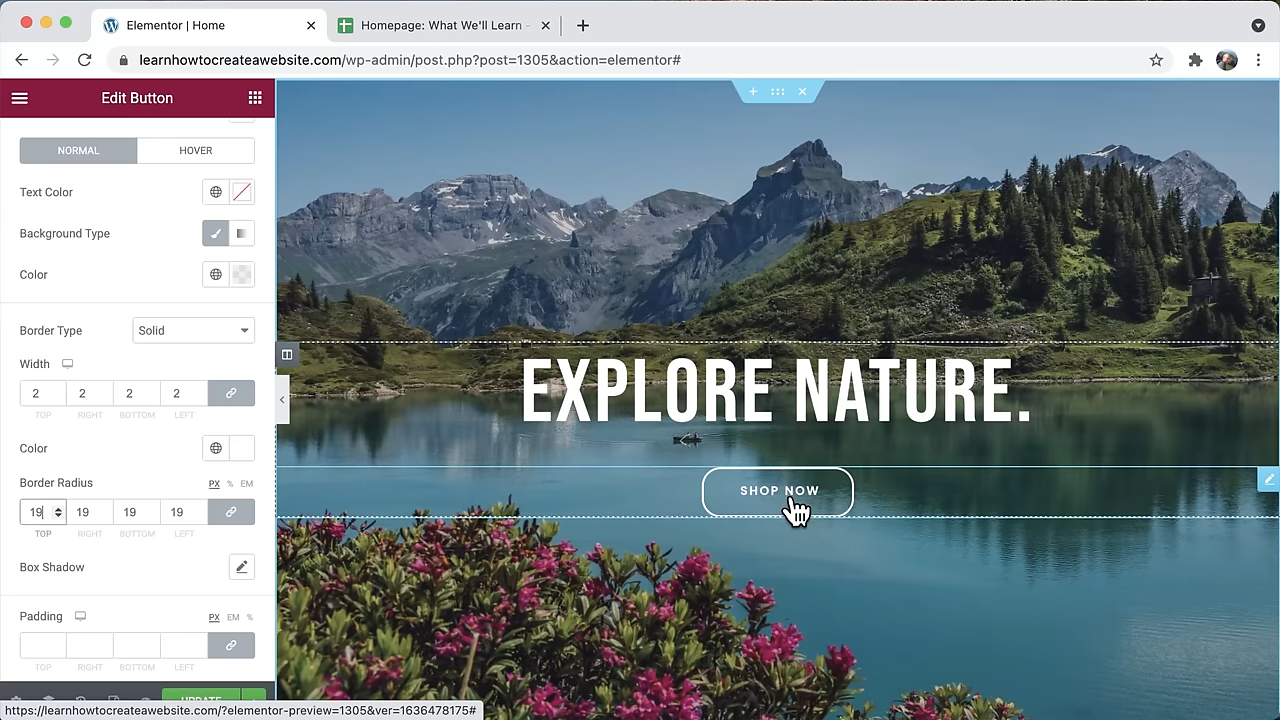 Elementor | Home
Homepage: What We'll Learn -
learnhowtocreateawebsite.com/wp-admin/post.php?post=1305&action=elementor#
Edit Button
NORMAL
HOVER
Text Color
Background Type
Color
Border Type
Solid
Width
2 2 2 2
TOP RIGHT BOTTOM LEFT
Color
Border Radius
PX % EM
19 19 19 19
TOP RIGHT BOTTOM LEFT
Box Shadow
Padding
PX EM %
TOP RIGHT BOTTOM LEFT
UPDATE
https://learnhowtocreateawebsite.com/?elementor-preview=1305&ver=1636478175#
EXPLORE NATURE.
SHOP NOW